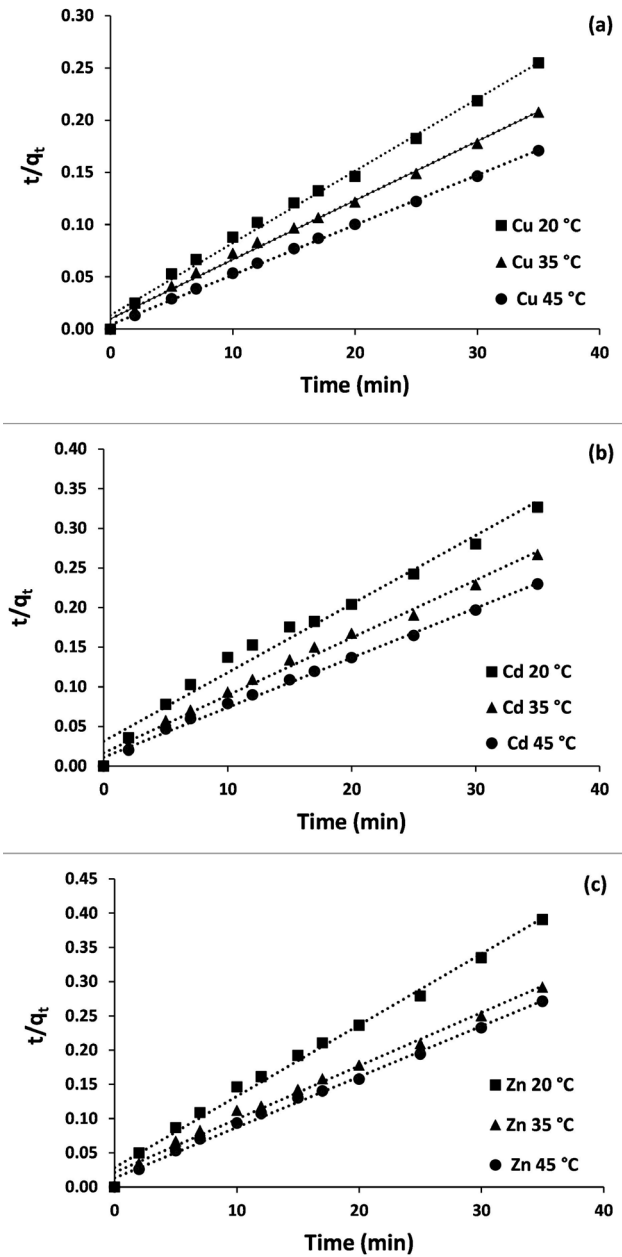 (a)
0.30
0.25
0.20
0.15
0.10
0.05
0.00
t/qt
0 10 20 30 40
Time (min)
Cu 20 °C
Cu 35 °C
Cu 45 °C
(b)
0.40
0.35
0.30
0.25
0.20
0.15
0.10
0.05
0.00
t/qt
0 10 20 30 40
Time (min)
Cd 20 °C
Cd 35 °C
Cd 45 °C
(c)
0.45
0.40
0.35
0.30
0.25
0.20
0.15
0.10
0.05
0.00
t/qt
0 10 20 30 40
Time (min)
Zn 20 °C
Zn 35 °C
Zn 45 °C